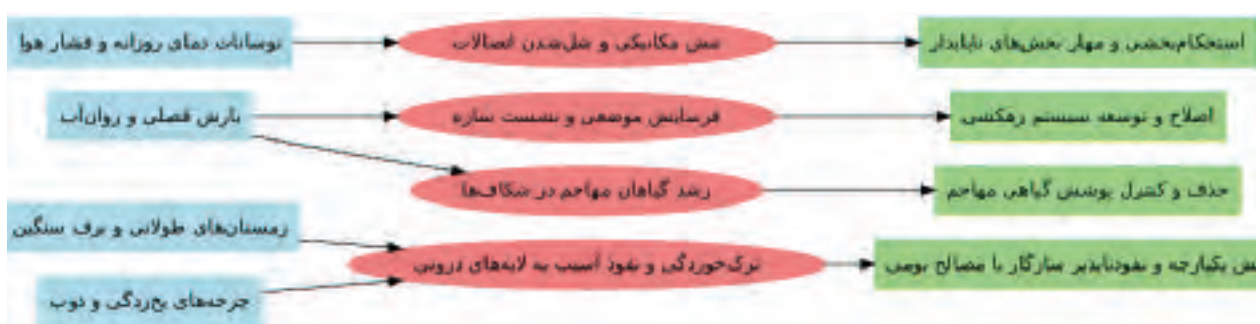 نوسانات دمای روزانه و فشار هوا
تنش مکانیکی و شل‌شدن اتصالات
استحکام‌بخشی و مهار بخش‌های ناپایدار
بارش فصلی و روان‌آب
فرسایش موضعی و نشست سازه
اصلاح و توسعه سیستم زهکشی
رشد گیاهان مهاجم در شکاف‌ها
حذف و کنترل پوشش گیاهی مهاجم
زمستان‌های طولانی و برف سنگین
ترک‌خوردگی و نفوذ آسیب به لایه‌های درونی
یکپارچه و نفوذناپذیر سازگار با مصالح بومی
چرخه‌های یخ‌زدگی و ذوب